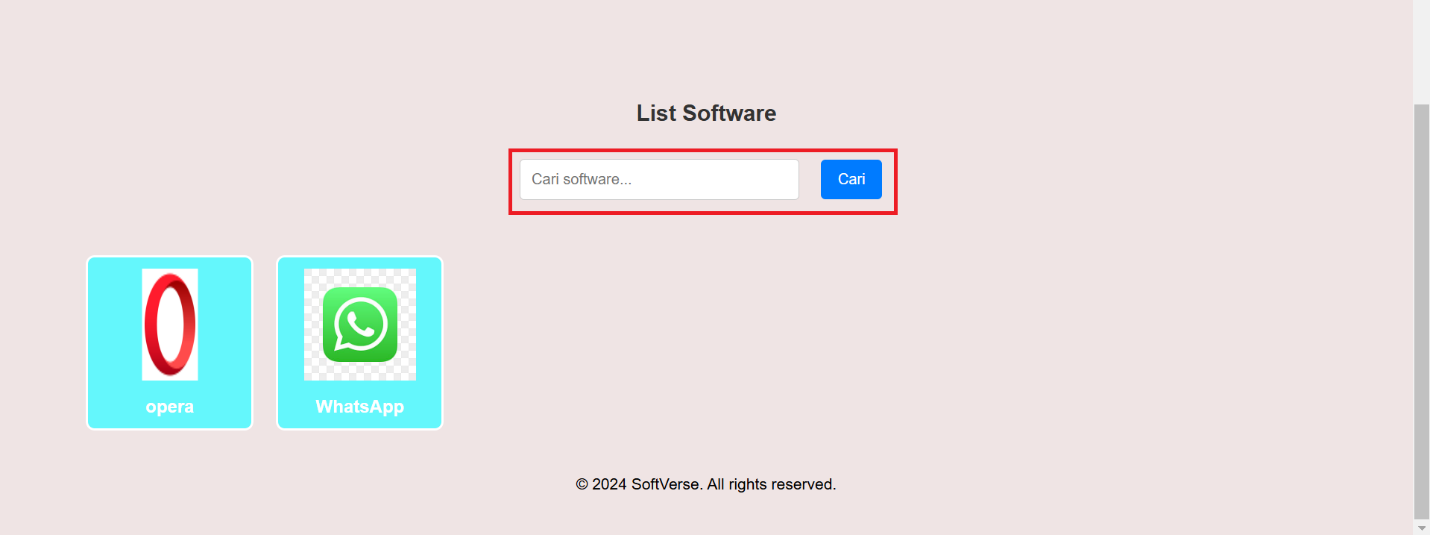 List Software
Cari software... Cari
opera WhatsApp
© 2024 SoftVerse. All rights reserved.